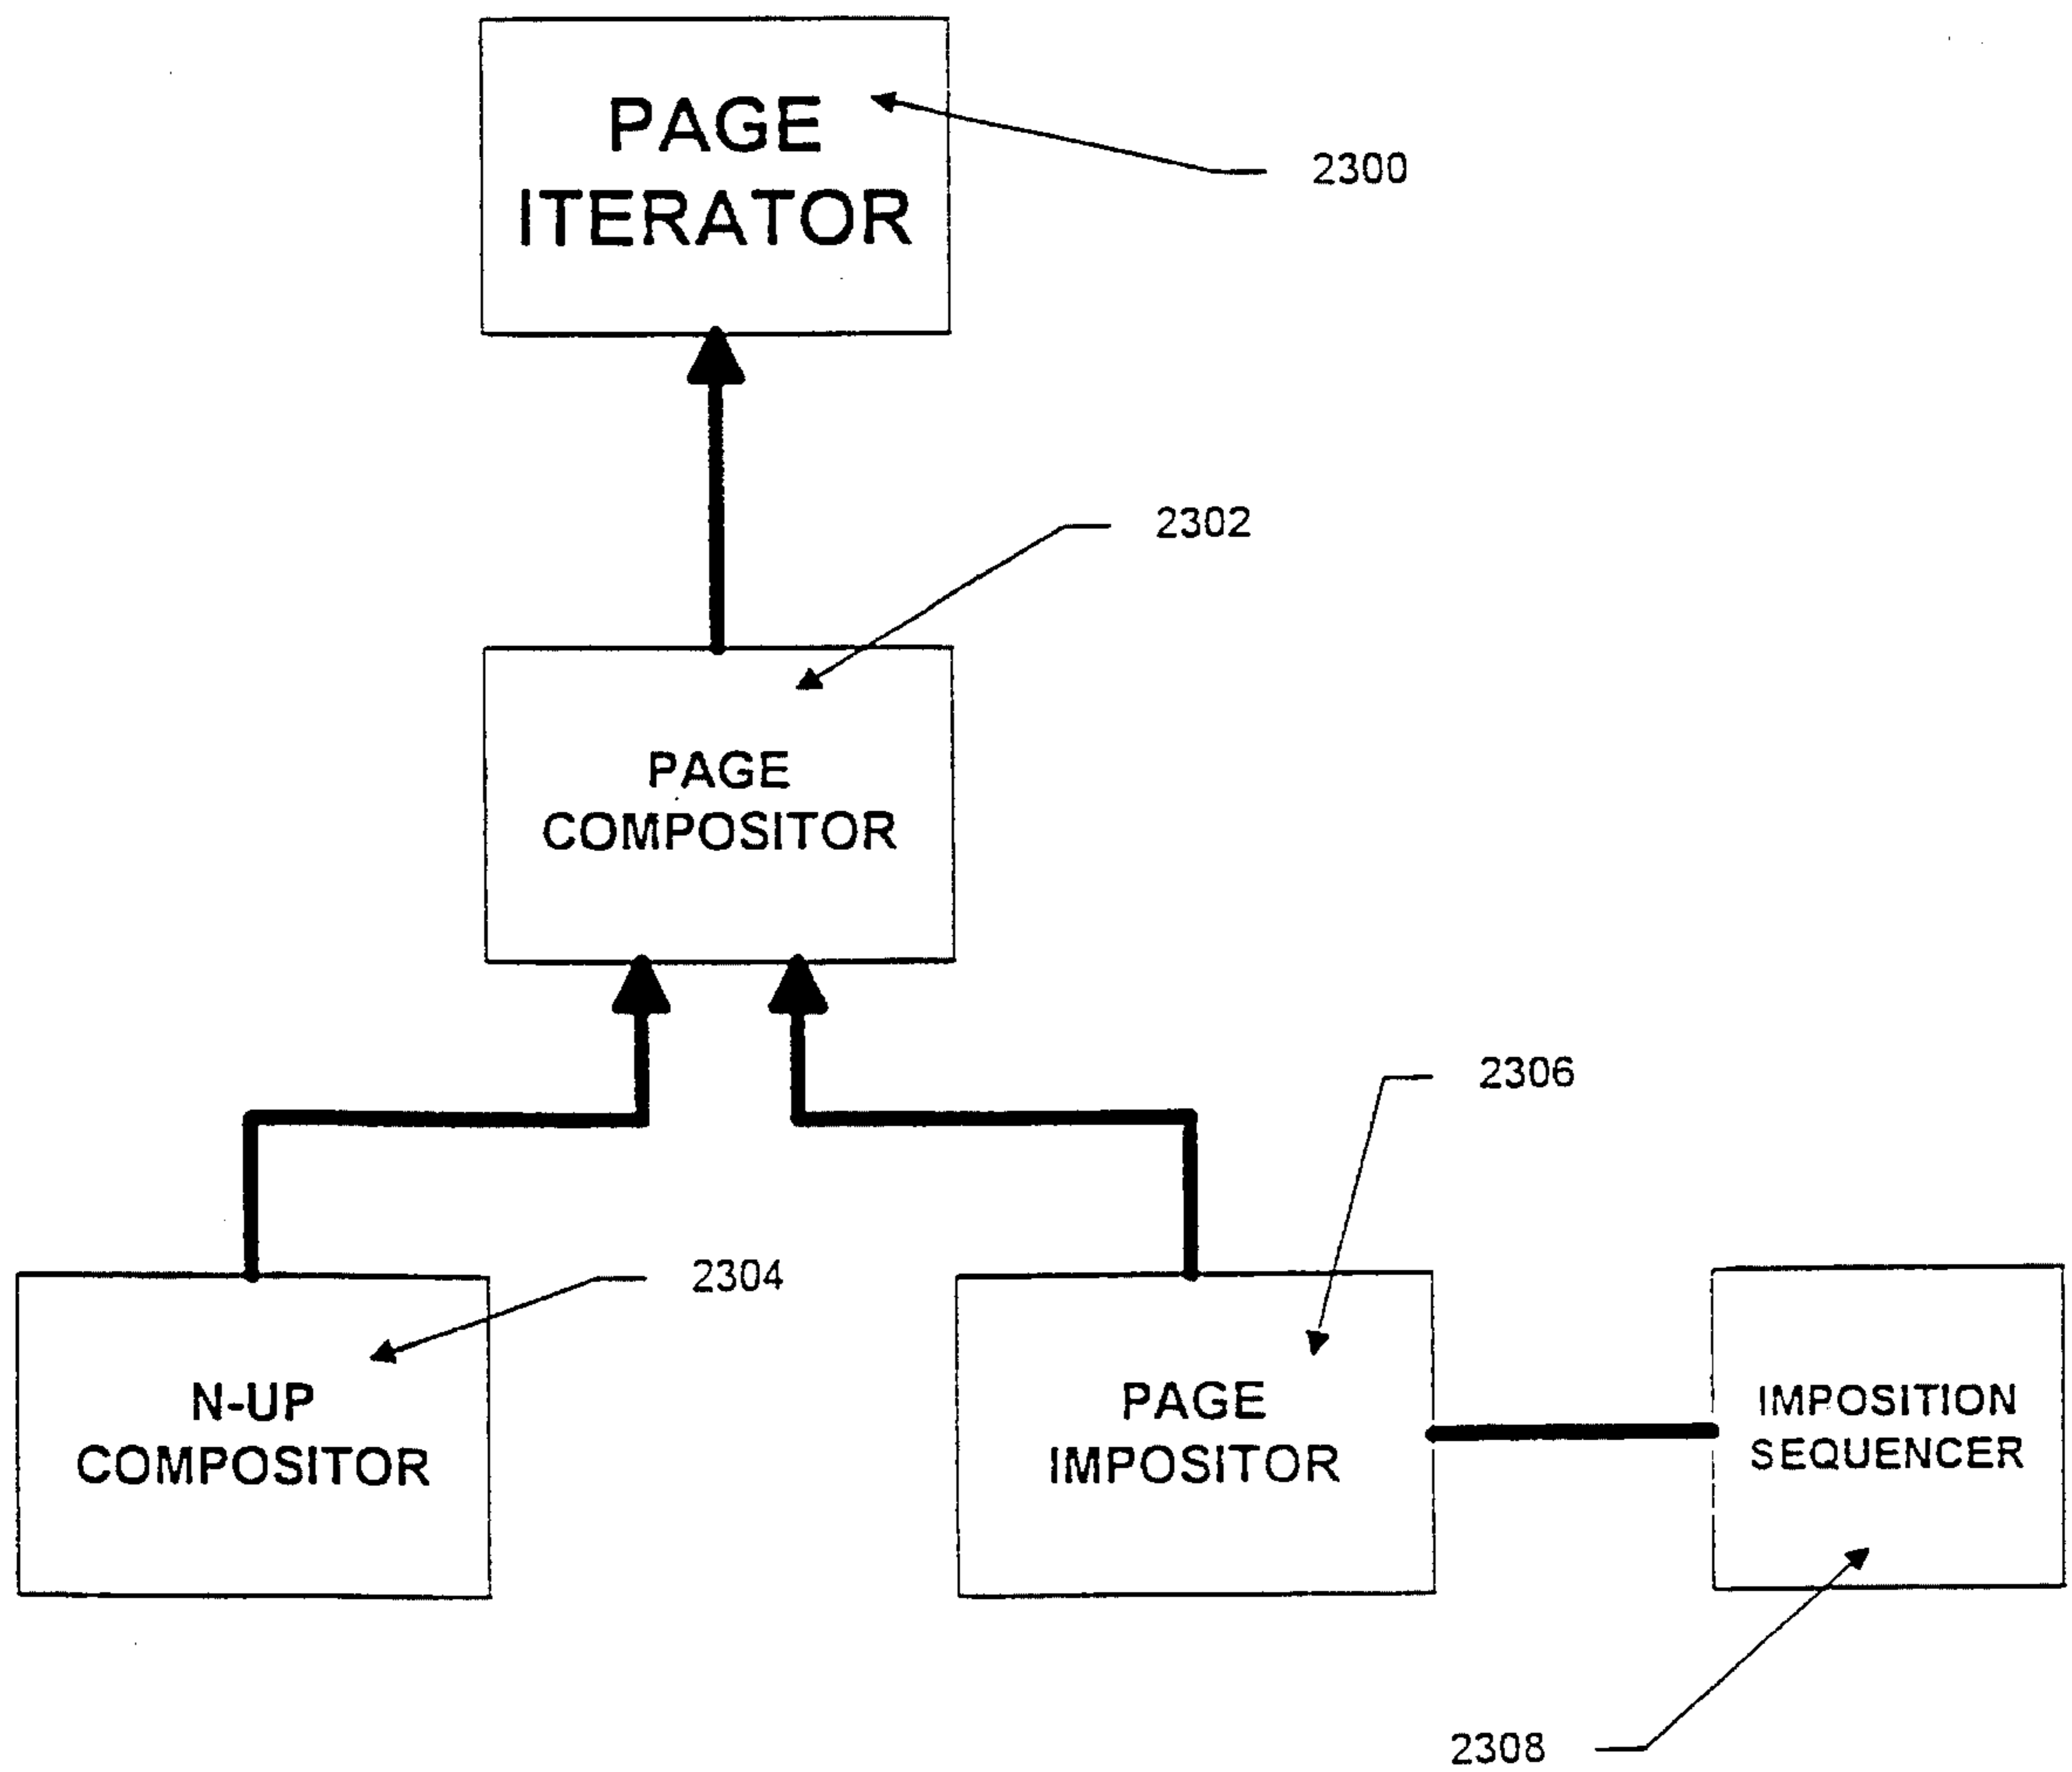 PAGE
ITERATOR
2300
2302
PAGE
COMPOSITOR
2306
2304
N-UP
COMPOSITOR
PAGE
IMPOSITOR
IMPOSITION
SEQUENCER
2308